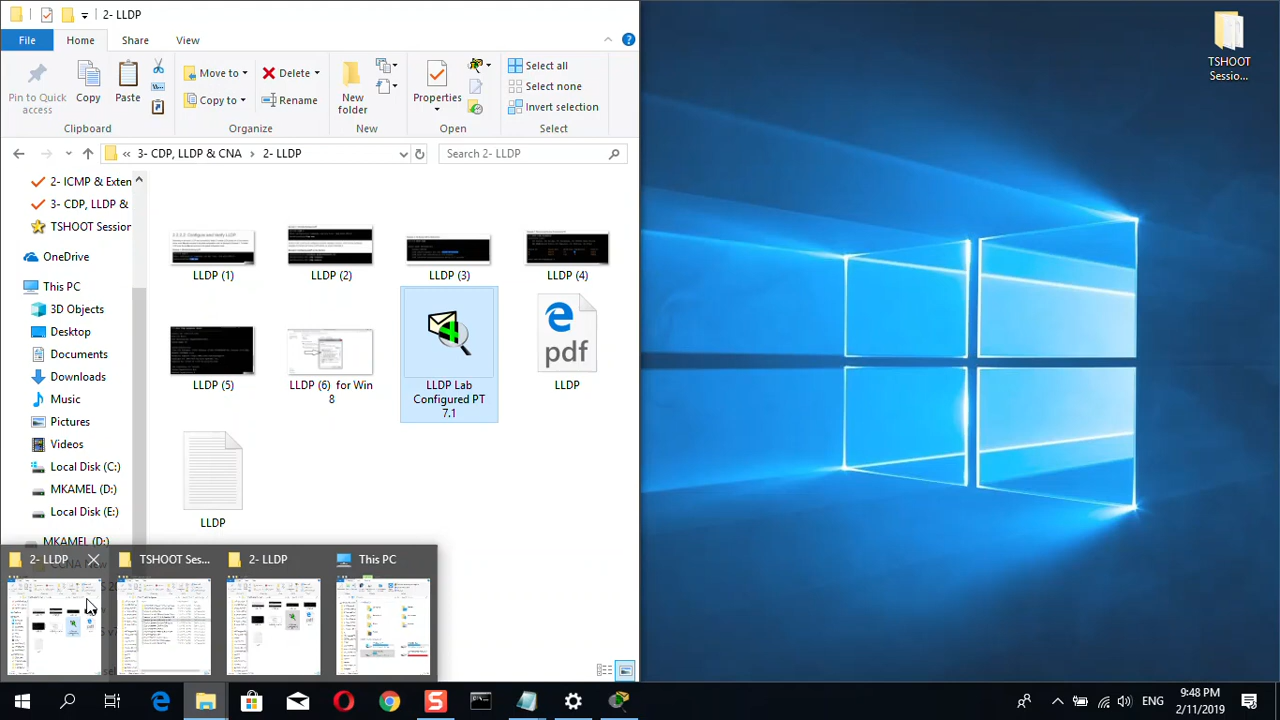 2- LLDP
File
Home
Share
View
Pin to Quick access
Copy
Paste
Clipboard
Move to
Copy to
Delete
Rename
Organize
New folder
New
Properties
Open
Select all
Select none
Invert selection
Select
« 3- CDP, LLDP & CNA > 2- LLDP
Search 2- LLDP
2- ICMP & Exten
3- CDP, LLDP &
TSHOOT Sessi
OneDrive
This PC
3D Objects
Desktop
Documents
Downloads
Music
Pictures
Videos
Local Disk (C:)
MKAMEL (D:)
Local Disk (E:)
MKAMEL (D:)
LLDP (1)
LLDP (2)
LLDP (3)
LLDP (4)
LLDP (5)
LLDP (6) for Win 8
LLDP Lab Configured PT 7.1
pdf
LLDP
LLDP
2- LLDP
TSHOOT Ses...
2- LLDP
This PC
TSHOOT
Sessio...
ENG
2:48 PM
2/11/2019